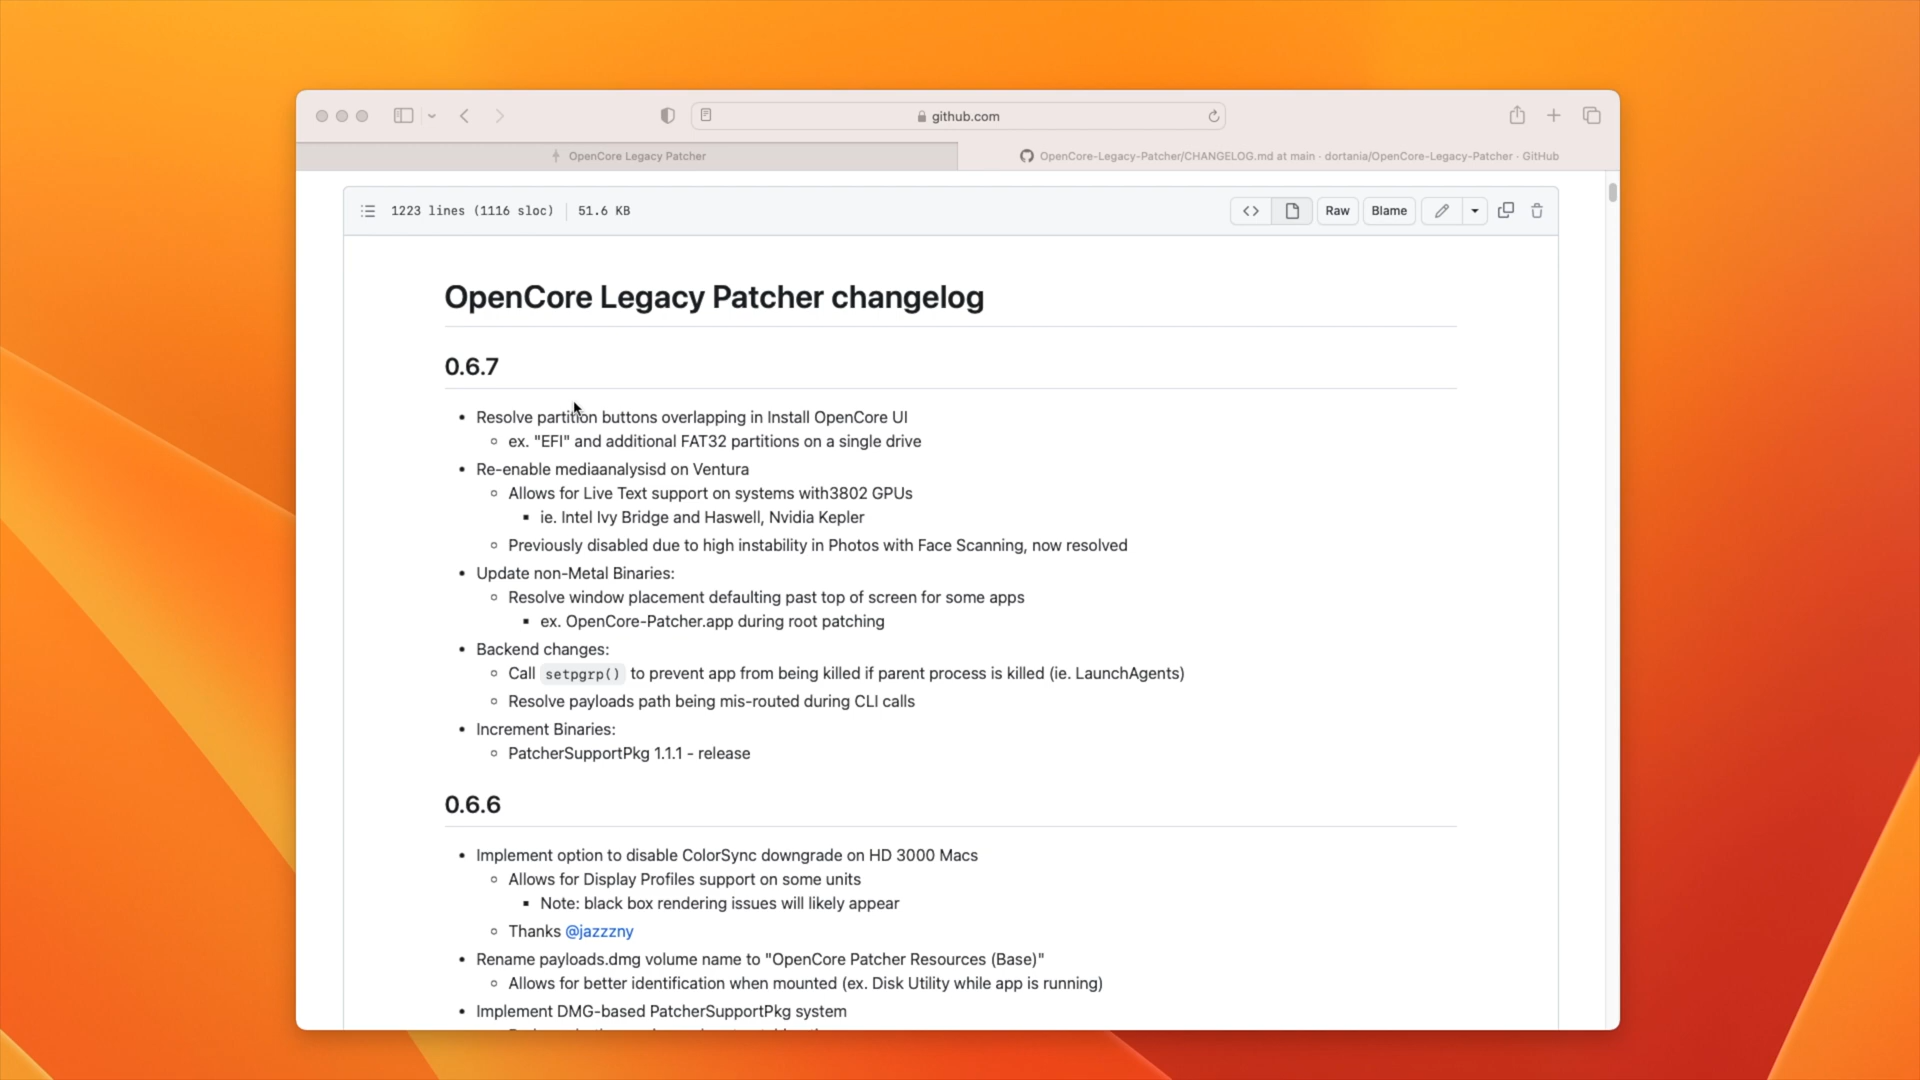 github.com
OpenCore Legacy Patcher
OpenCore-Legacy-Patcher/CHANGELOG.md at main · dortania/OpenCore-Legacy-Patcher · GitHub
1223 lines (1116 sloc) 51.6 KB
Raw
Blame
OpenCore Legacy Patcher changelog
0.6.7
Resolve partition buttons overlapping in Install OpenCore UI
ex. "EFI" and additional FAT32 partitions on a single drive
Re-enable mediaanalysisd on Ventura
Allows for Live Text support on systems with3802 GPUs
ie. Intel Ivy Bridge and Haswell, Nvidia Kepler
Previously disabled due to high instability in Photos with Face Scanning, now resolved
Update non-Metal Binaries:
Resolve window placement defaulting past top of screen for some apps
ex. OpenCore-Patcher.app during root patching
Backend changes:
Call setpgrp() to prevent app from being killed if parent process is killed (ie. LaunchAgents)
Resolve payloads path being mis-routed during CLI calls
Increment Binaries:
PatcherSupportPkg 1.1.1 - release
0.6.6
Implement option to disable ColorSync downgrade on HD 3000 Macs
Allows for Display Profiles support on some units
Note: black box rendering issues will likely appear
Thanks @jazzzny
Rename payloads.dmg volume name to "OpenCore Patcher Resources (Base)"
Allows for better identification when mounted (ex. Disk Utility while app is running)
Implement DMG-based PatcherSupportPkg system